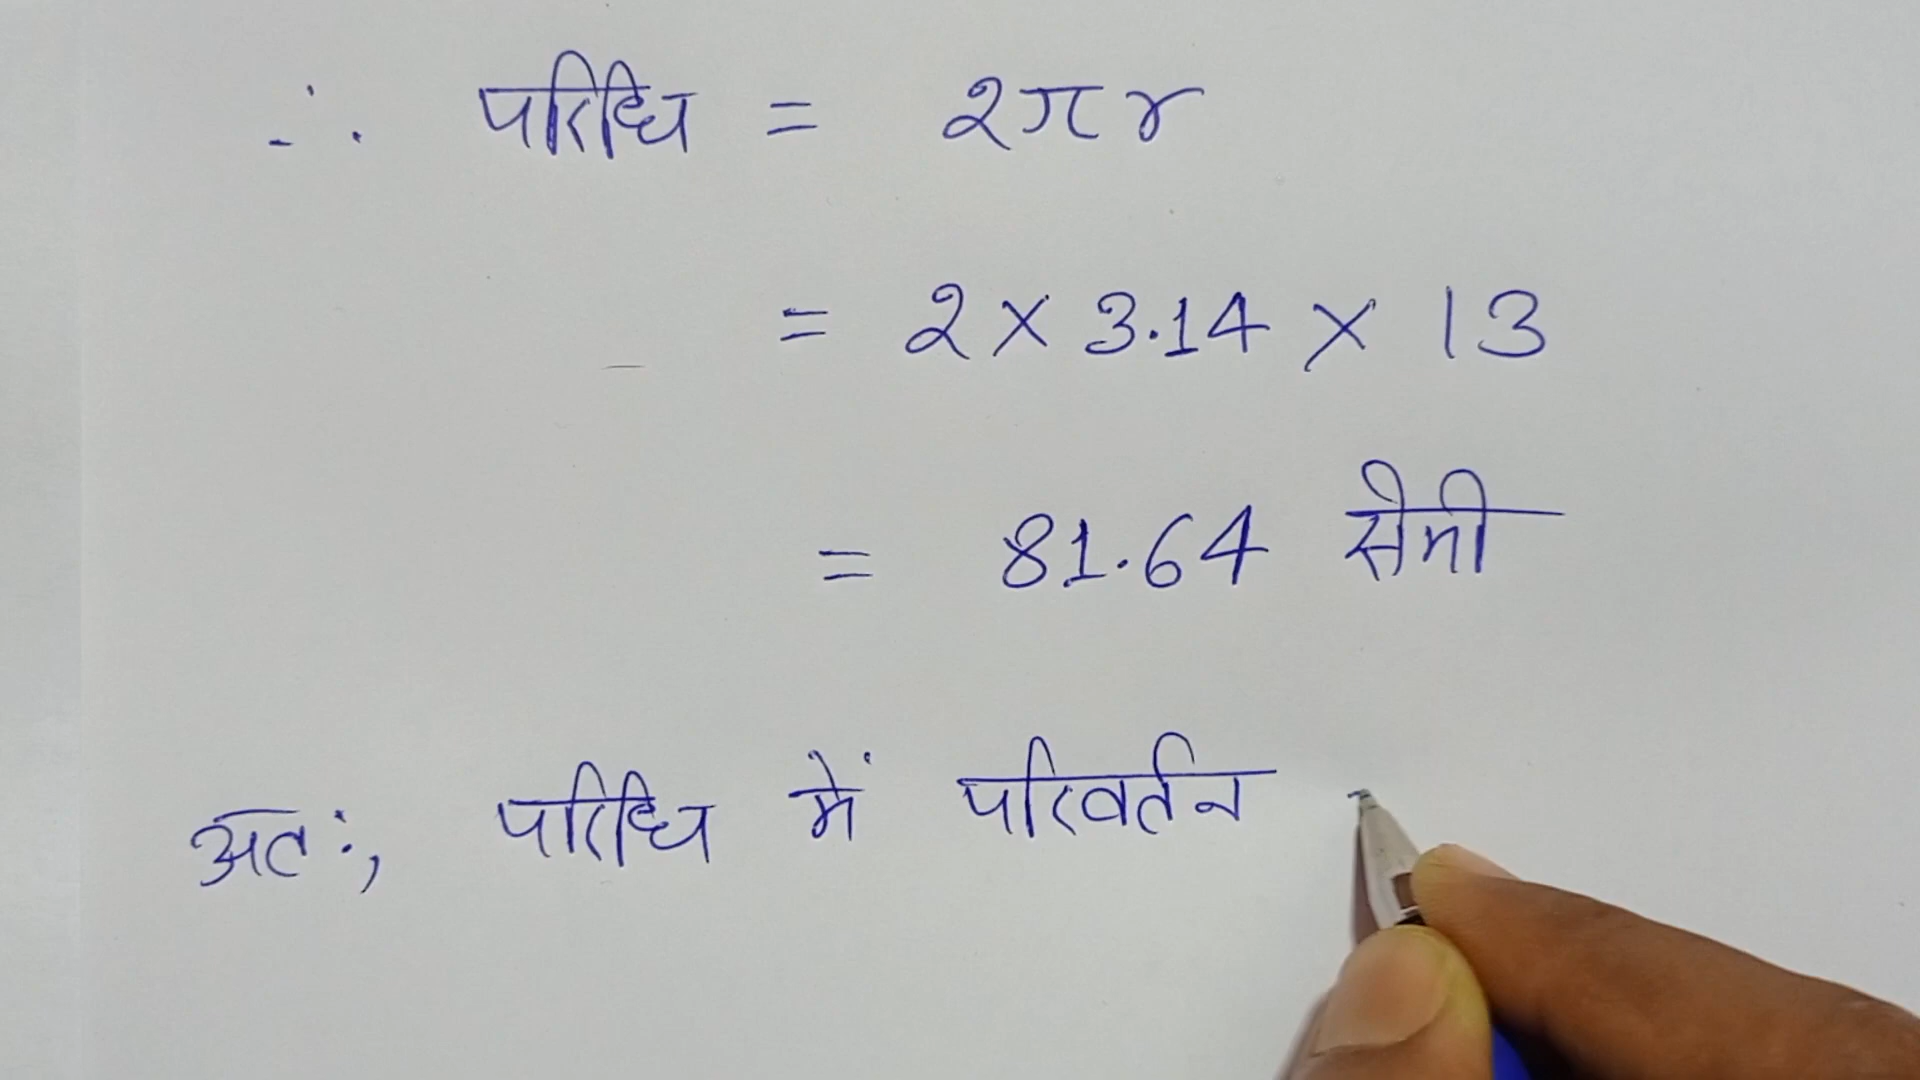 ∴ परिधि = 2πr
= 2 × 3.14 × 13
= 81.64 सेमी
अतः, परिधि में परिवर्तन